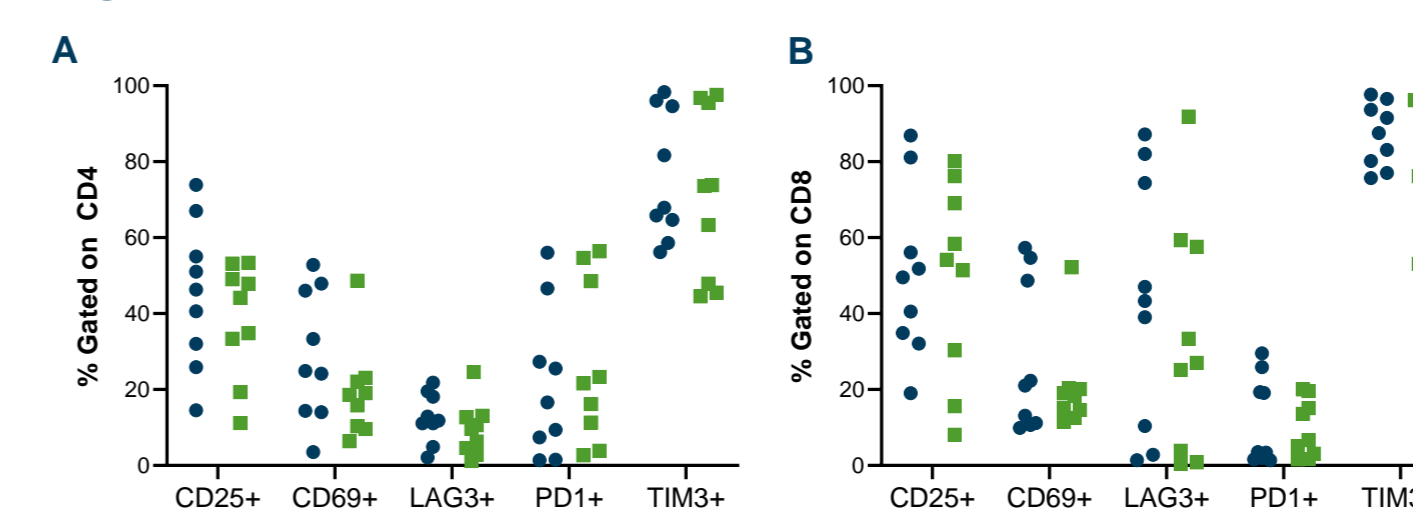 A
% Gated on CD4
100
80
60
40
20
0
CD25+ CD69+ LAG3+ PD1+ TIM3+
B
% Gated on CD8
100
80
60
40
20
0
CD25+ CD69+ LAG3+ PD1+